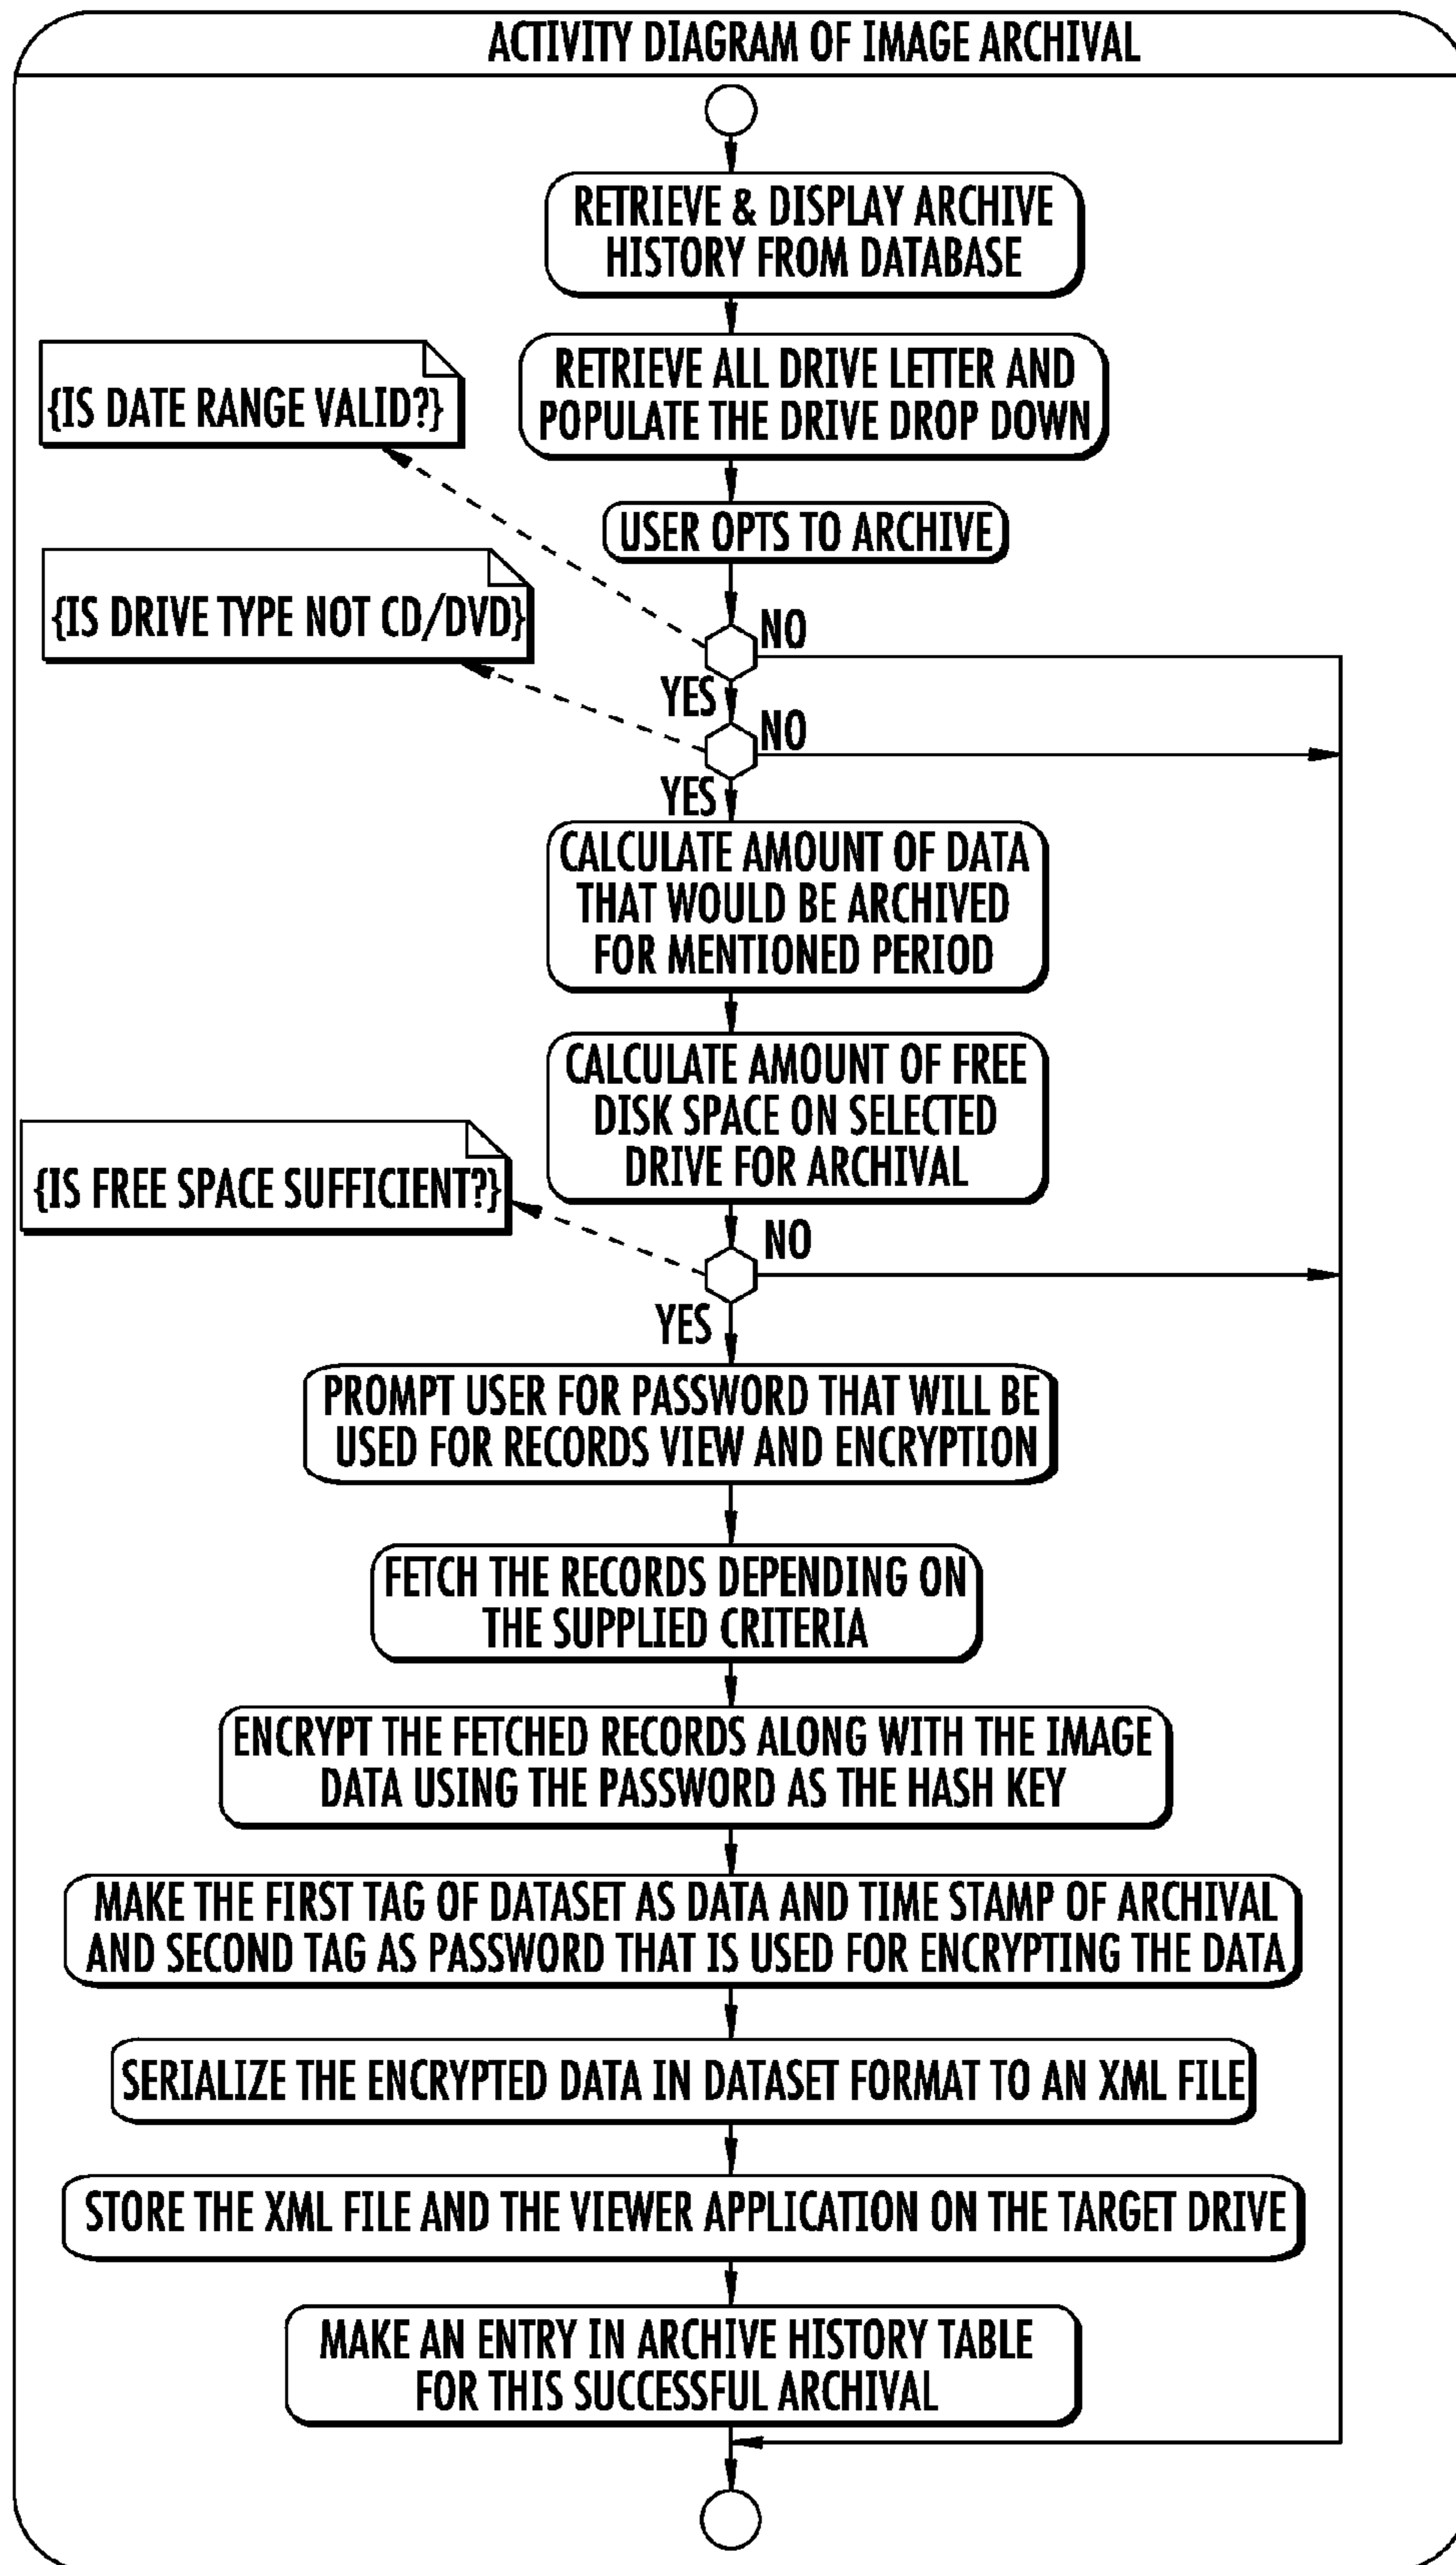 ACTIVITY DIAGRAM OF IMAGE ARCHIVAL
RETRIEVE & DISPLAY ARCHIVE
HISTORY FROM DATABASE
RETRIEVE ALL DRIVE LETTER AND
POPULATE THE DRIVE DROP DOWN
{IS DATE RANGE VALID?}
USER OPTS TO ARCHIVE
{IS DRIVE TYPE NOT CD/DVD}
NO
YES
NO
YES
CALCULATE AMOUNT OF DATA
THAT WOULD BE ARCHIVED
FOR MENTIONED PERIOD
CALCULATE AMOUNT OF FREE
DISK SPACE ON SELECTED
DRIVE FOR ARCHIVAL
{IS FREE SPACE SUFFICIENT?}
NO
YES
PROMPT USER FOR PASSWORD THAT WILL BE
USED FOR RECORDS VIEW AND ENCRYPTION
FETCH THE RECORDS DEPENDING ON
THE SUPPLIED CRITERIA
ENCRYPT THE FETCHED RECORDS ALONG WITH THE IMAGE
DATA USING THE PASSWORD AS THE HASH KEY
MAKE THE FIRST TAG OF DATASET AS DATA AND TIME STAMP OF ARCHIVAL
AND SECOND TAG AS PASSWORD THAT IS USED FOR ENCRYPTING THE DATA
SERIALIZE THE ENCRYPTED DATA IN DATASET FORMAT TO AN XML FILE
STORE THE XML FILE AND THE VIEWER APPLICATION ON THE TARGET DRIVE
MAKE AN ENTRY IN ARCHIVE HISTORY TABLE
FOR THIS SUCCESSFUL ARCHIVAL